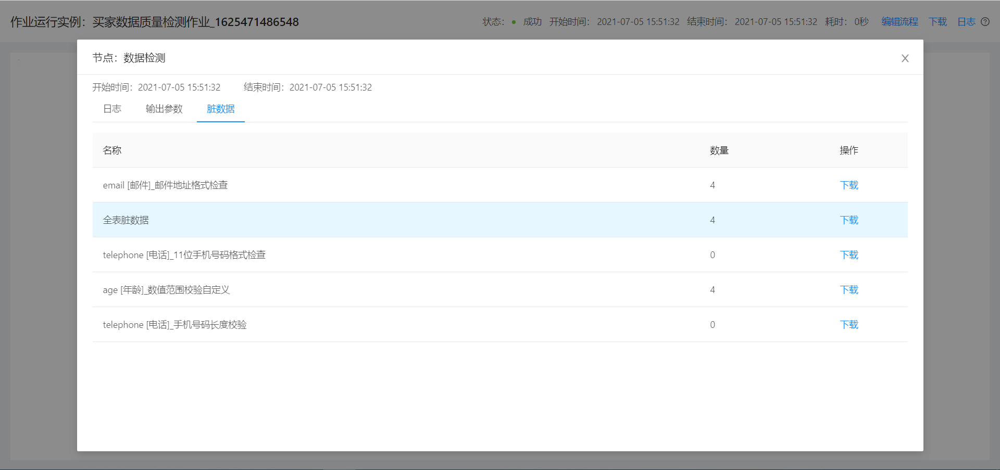 作业运行实例：买家数据质量检测作业_1625471486548
状态： 成功 开始时间： 2021-07-05 15:51:32 结束时间： 2021-07-05 15:51:32 耗时： 0秒 编辑流程 下载 日志
节点：数据检测
开始时间：2021-07-05 15:51:32 结束时间：2021-07-05 15:51:32
日志 输出参数 脏数据
名称 数量 操作
email [邮件]_邮件地址格式检查 4 下载
全表脏数据 4 下载
telephone [电话]_11位手机号码格式检查 0 下载
age [年龄]_数值范围校验自定义 4 下载
telephone [电话]_手机号码长度校验 0 下载